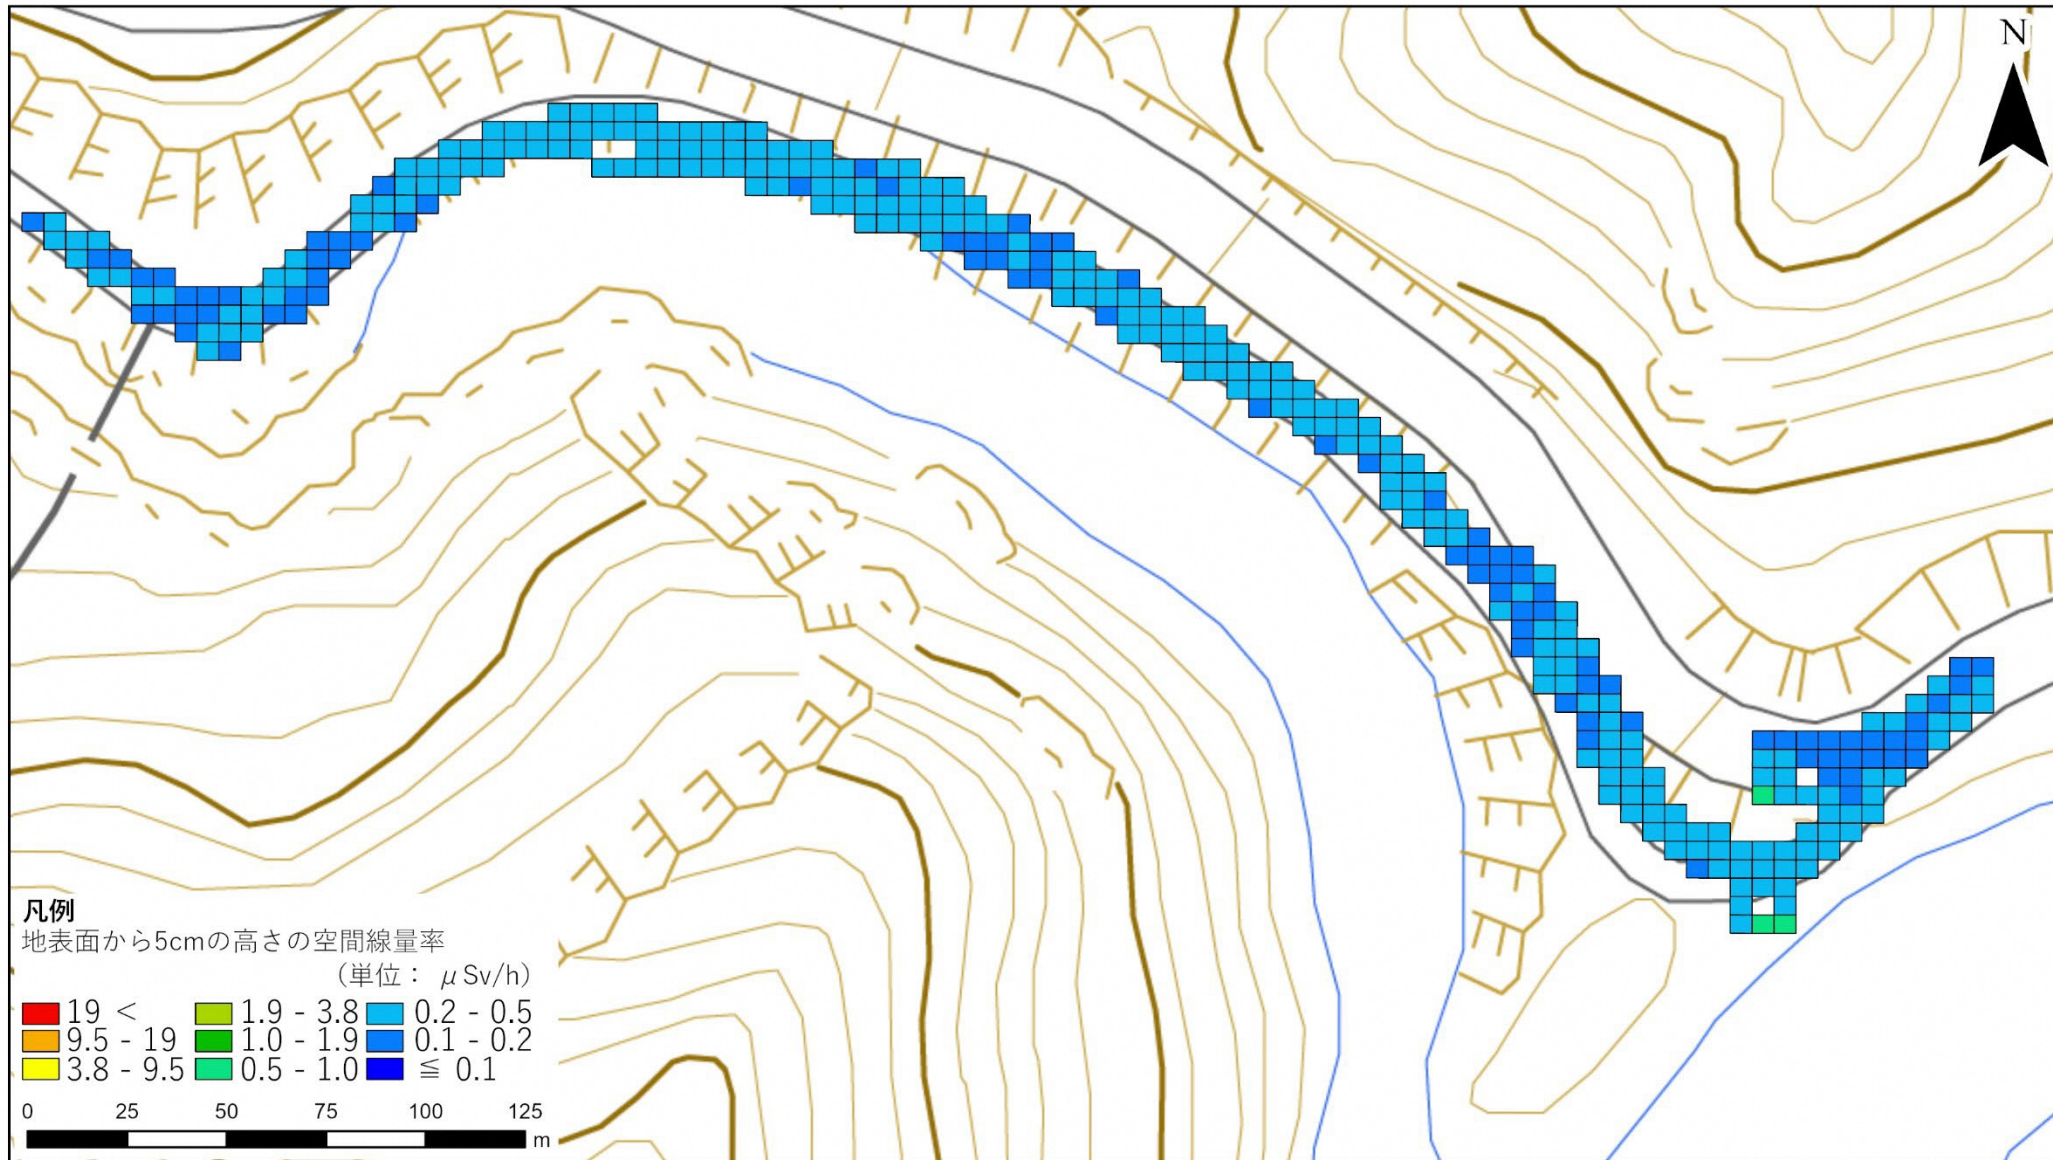 N
凡例
地表面から5cmの高さの空間線量率
（単位： μSv/h）
19 < 1.9 - 3.8 0.2 - 0.5
9.5 - 19 1.0 - 1.9 0.1 - 0.2
3.8 - 9.5 0.5 - 1.0 ≦ 0.1
0 25 50 75 100 125
m